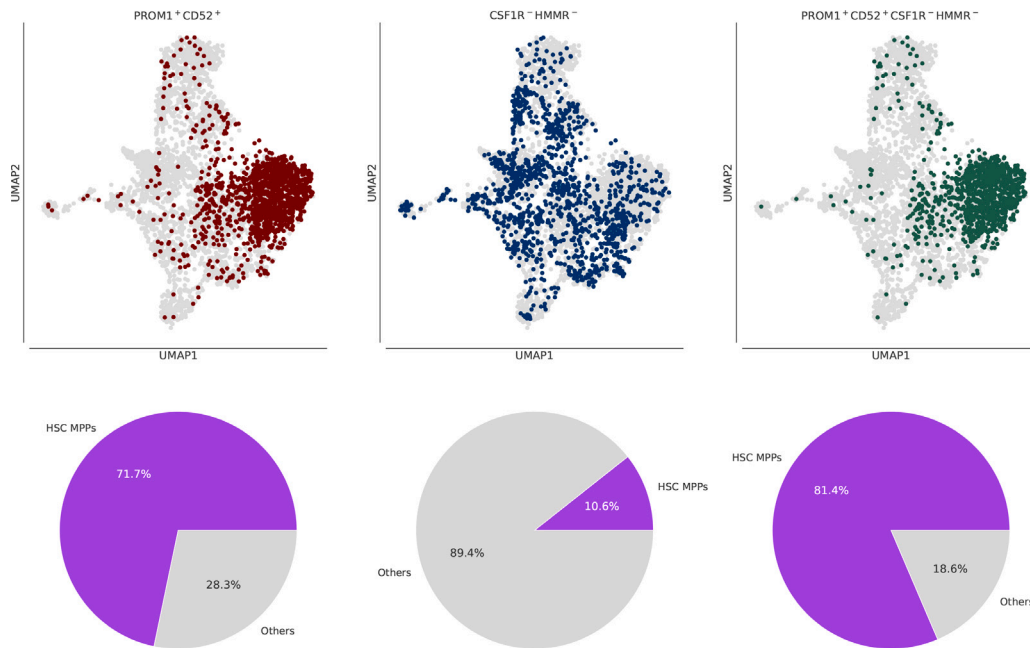 PROM1⁺CD52⁺
CSF1R⁻HMMR⁻
PROM1⁺CD52⁺CSF1R⁻HMMR⁻
UMAP2
UMAP2
UMAP2
UMAP1
UMAP1
UMAP1
HSC MPPs
71.7%
28.3%
Others
HSC MPPs
10.6%
89.4%
Others
HSC MPPs
81.4%
18.6%
Others